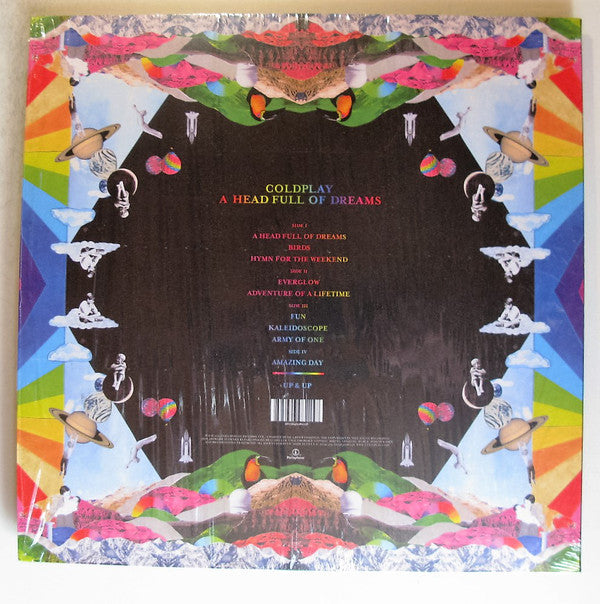 COLDPLAY
A HEAD FULL OF DREAMS
SIDE I
A HEAD FULL OF DREAMS
BIRDS
HYMN FOR THE WEEKEND
SIDE II
EVERGLOW
ADVENTURE OF A LIFETIME
SIDE III
FUN
KALEIDOSCOPE
ARMY OF ONE
SIDE IV
AMAZING DAY
UP & UP
Parlophone